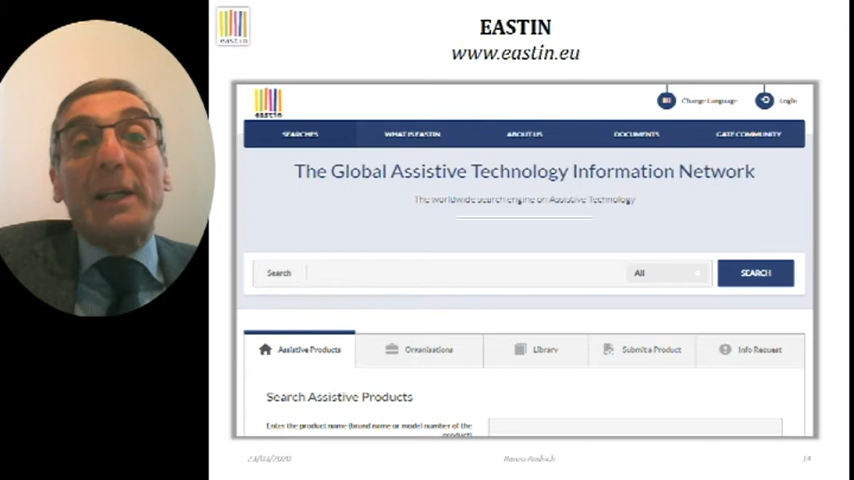 eastin
EASTIN
www.eastin.eu
eastin
Change Language
Login
SEARCHES
WHAT IS EASTIN
ABOUT US
DOCUMENTS
GATE COMMUNITY
The Global Assistive Technology Information Network
The worldwide search engine on Assistive Technology
Search
All
SEARCH
Assistive Products
Organisations
Library
Submit a Product
Info Request
Search Assistive Products
Enter the product name (brand name or model number of the
product)